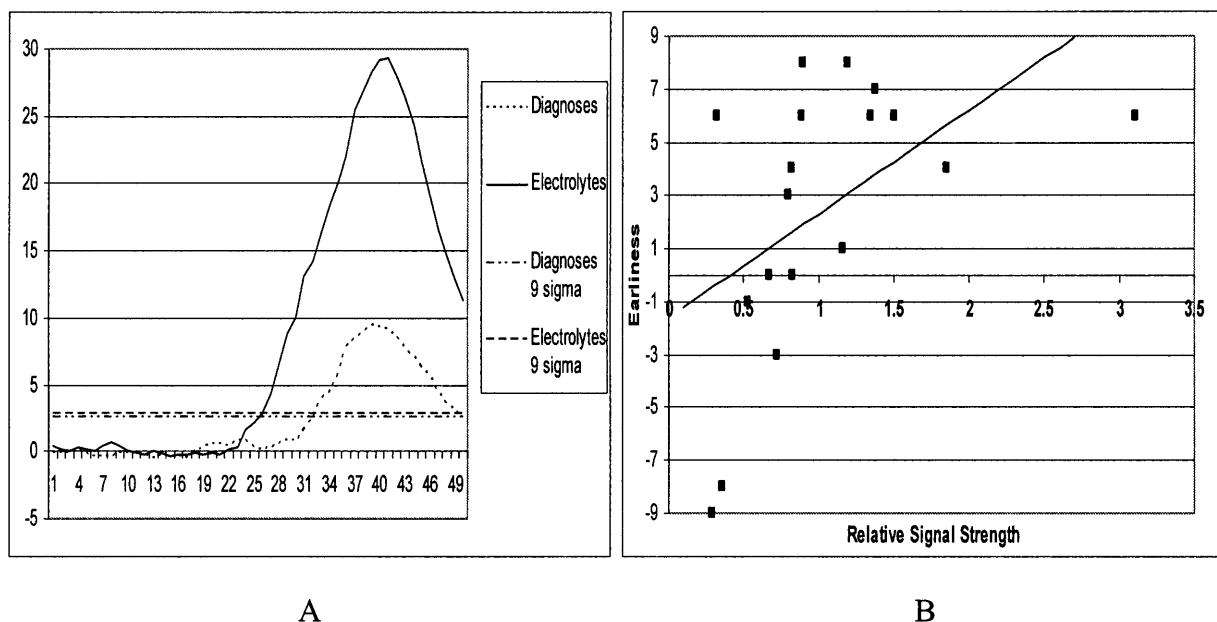 30
25
20
15
10
5
0
-5
1 4 7 10 13 16 19 22 25 28 31 34 37 40 43 46 49
Diagnoses
Electrolytes
Diagnoses
9 sigma
Electrolytes
9 sigma
A
9
7
5
3
1
-1
-3
-5
-7
-9
Earliness
0 0.5 1 1.5 2 2.5 3 3.5
Relative Signal Strength
B